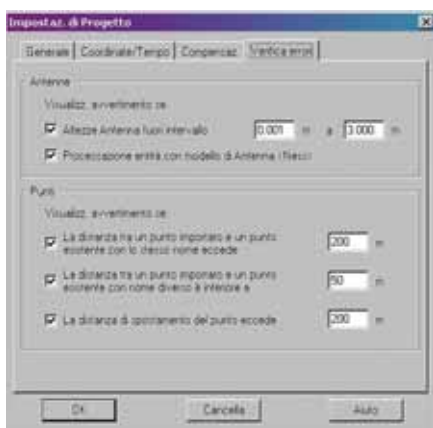 Impostaz. di Progetto
Generale Coordinate/Tempo Compensaz. Verifica errori
Antenne
Visualizz. avvertimento se:
Altezze Antenna fuori intervallo 0.001 m a 3.000 m
Processazione entità con modello di Antenna
Punti
Visualizz. avvertimento se:
La distanza tra un punto importato e un punto
esistente con lo stesso nome eccede 200 m
La distanza tra un punto importato e un punto
esistente con nome diverso è inferiore a 50 m
La distanza di spostamento del punto eccede 200 m
OK Cancella Aiuto